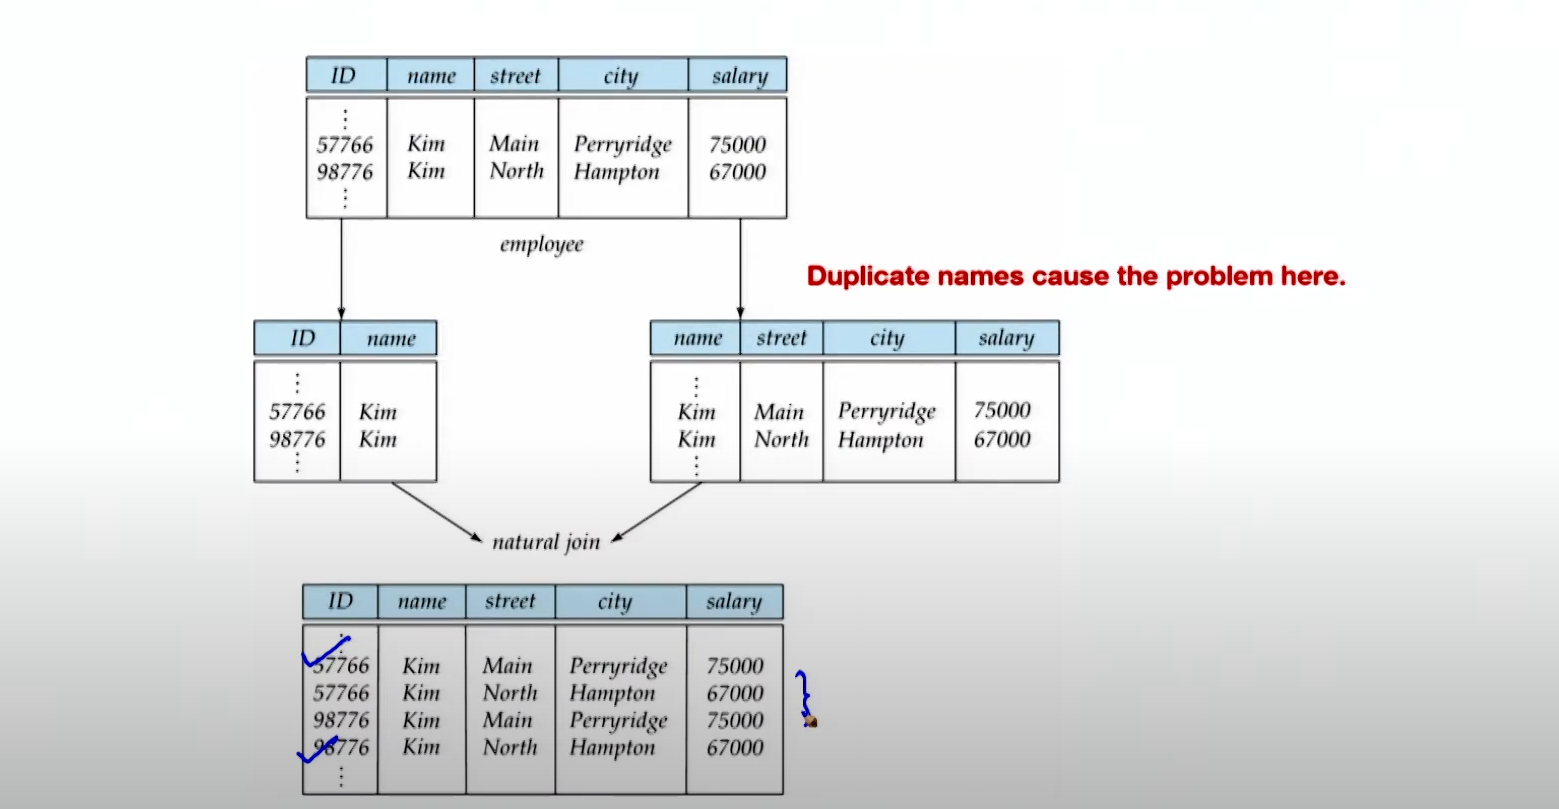 ID name street city salary
57766 Kim Main Perryridge 75000
98776 Kim North Hampton 67000
employee
Duplicate names cause the problem here.
ID name
57766 Kim
98776 Kim
name street city salary
Kim Main Perryridge 75000
Kim North Hampton 67000
natural join
ID name street city salary
57766 Kim Main Perryridge 75000
57766 Kim North Hampton 67000
98776 Kim Main Perryridge 75000
98776 Kim North Hampton 67000